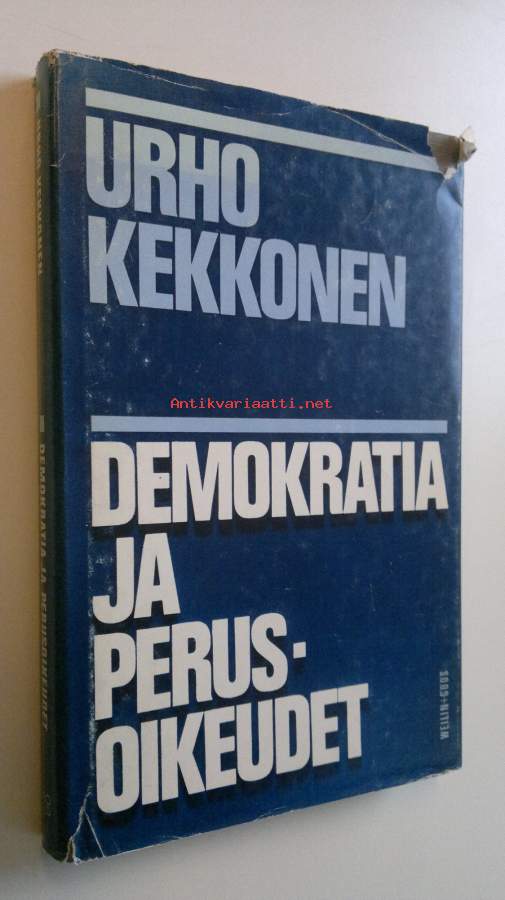 URHO
KEKKONEN
Antikvariaatti.net
DEMOKRATIA
JA
PERUS-
OIKEUDET
WEILIN+GÖÖS
URHO KEKKONEN
DEMOKRATIA JA PERUSOIKEUDET